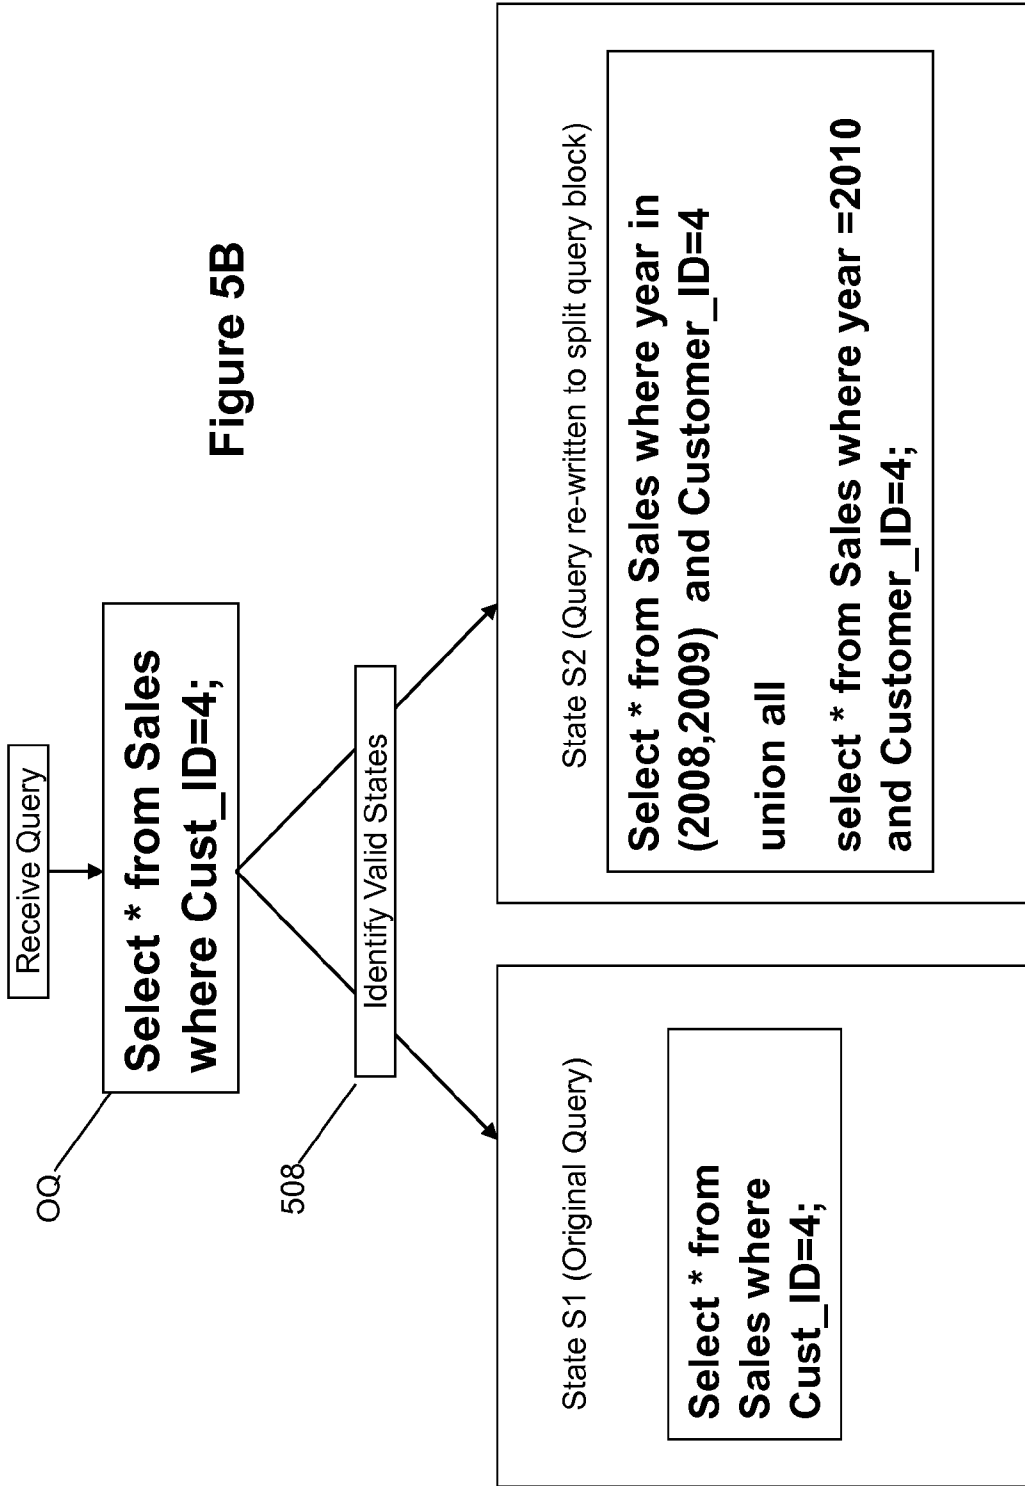 Receive Query
OQ
Select * from Sales
where Cust_ID=4;
Figure 5B
508
Identify Valid States
State S1 (Original Query)
Select * from
Sales where
Cust_ID=4;
State S2 (Query re-written to split query block)
Select * from Sales where year in
(2008,2009)  and Customer_ID=4
union all
select * from Sales where year =2010
and Customer_ID=4;